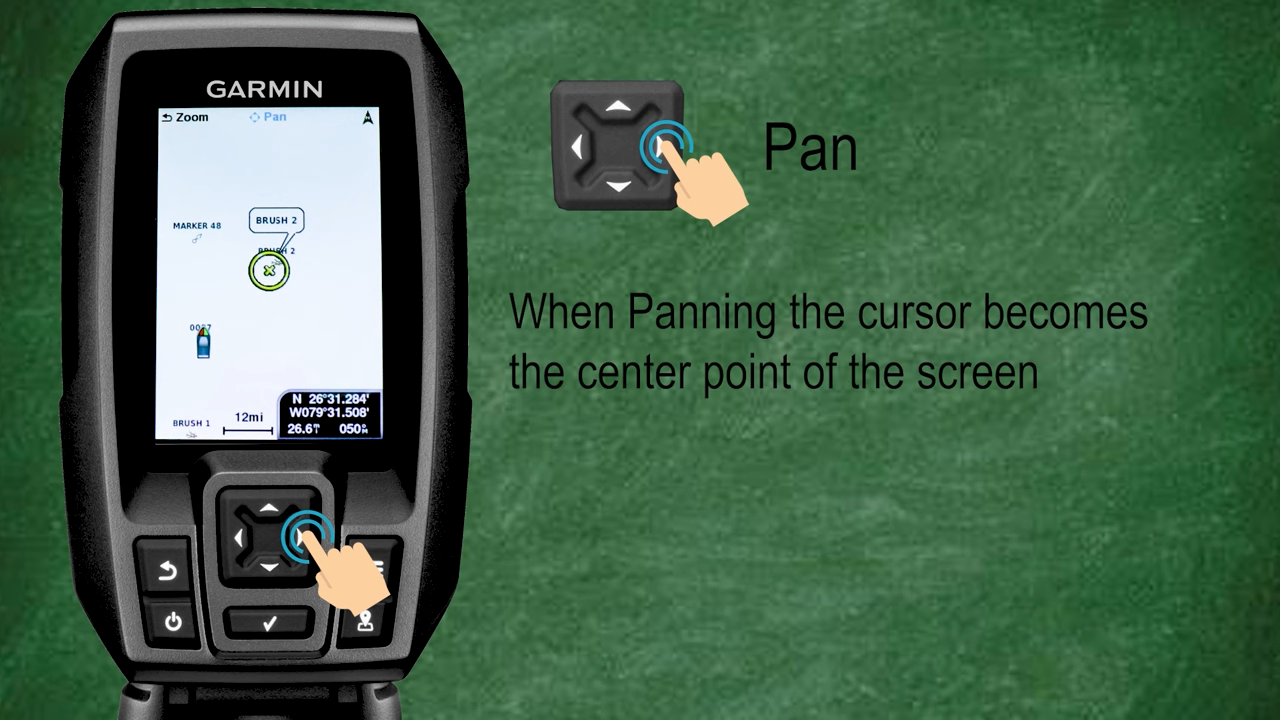 GARMIN
Zoom
Pan
MARKER 48
BRUSH 2
BRUSH 2
0007
BRUSH 1
12mi
N 26°31.284'
W079°31.508'
26.6
050
Pan
When Panning the cursor becomes
the center point of the screen